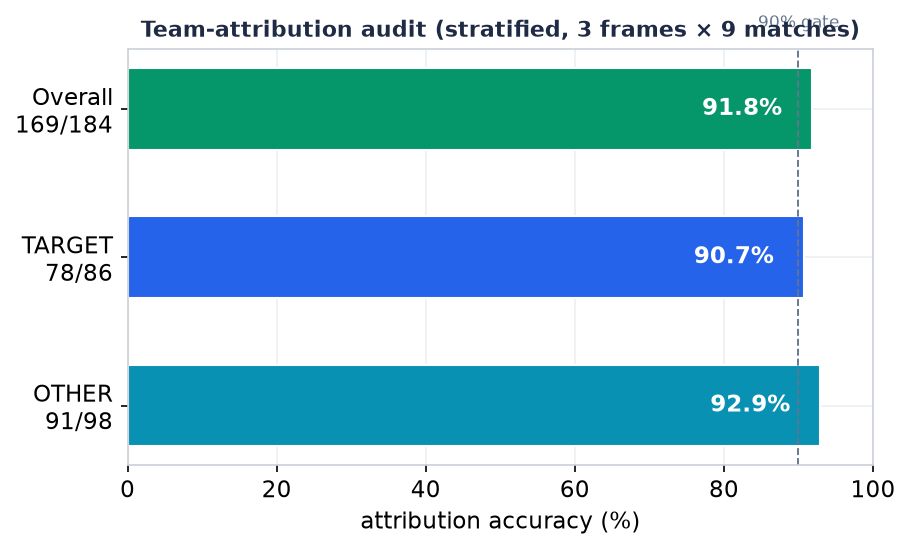 90% gate
Team-attribution audit (stratified, 3 frames × 9 matches)
Overall
169/184
91.8%
TARGET
78/86
90.7%
OTHER
91/98
92.9%
0 20 40 60 80 100
attribution accuracy (%)